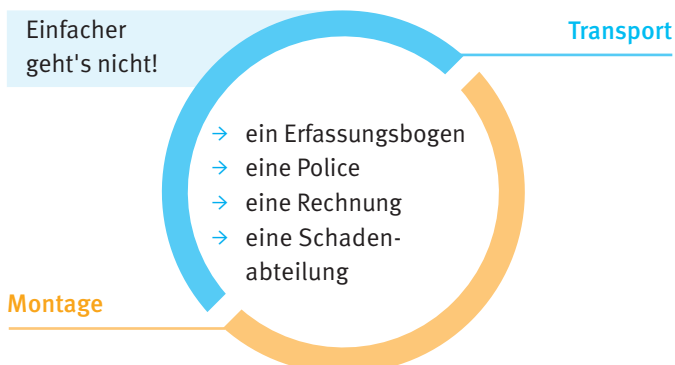 Einfacher
geht's nicht!
Transport
→ ein Erfassungsbogen
→ eine Police
→ eine Rechnung
→ eine Schaden-
abteilung
Montage